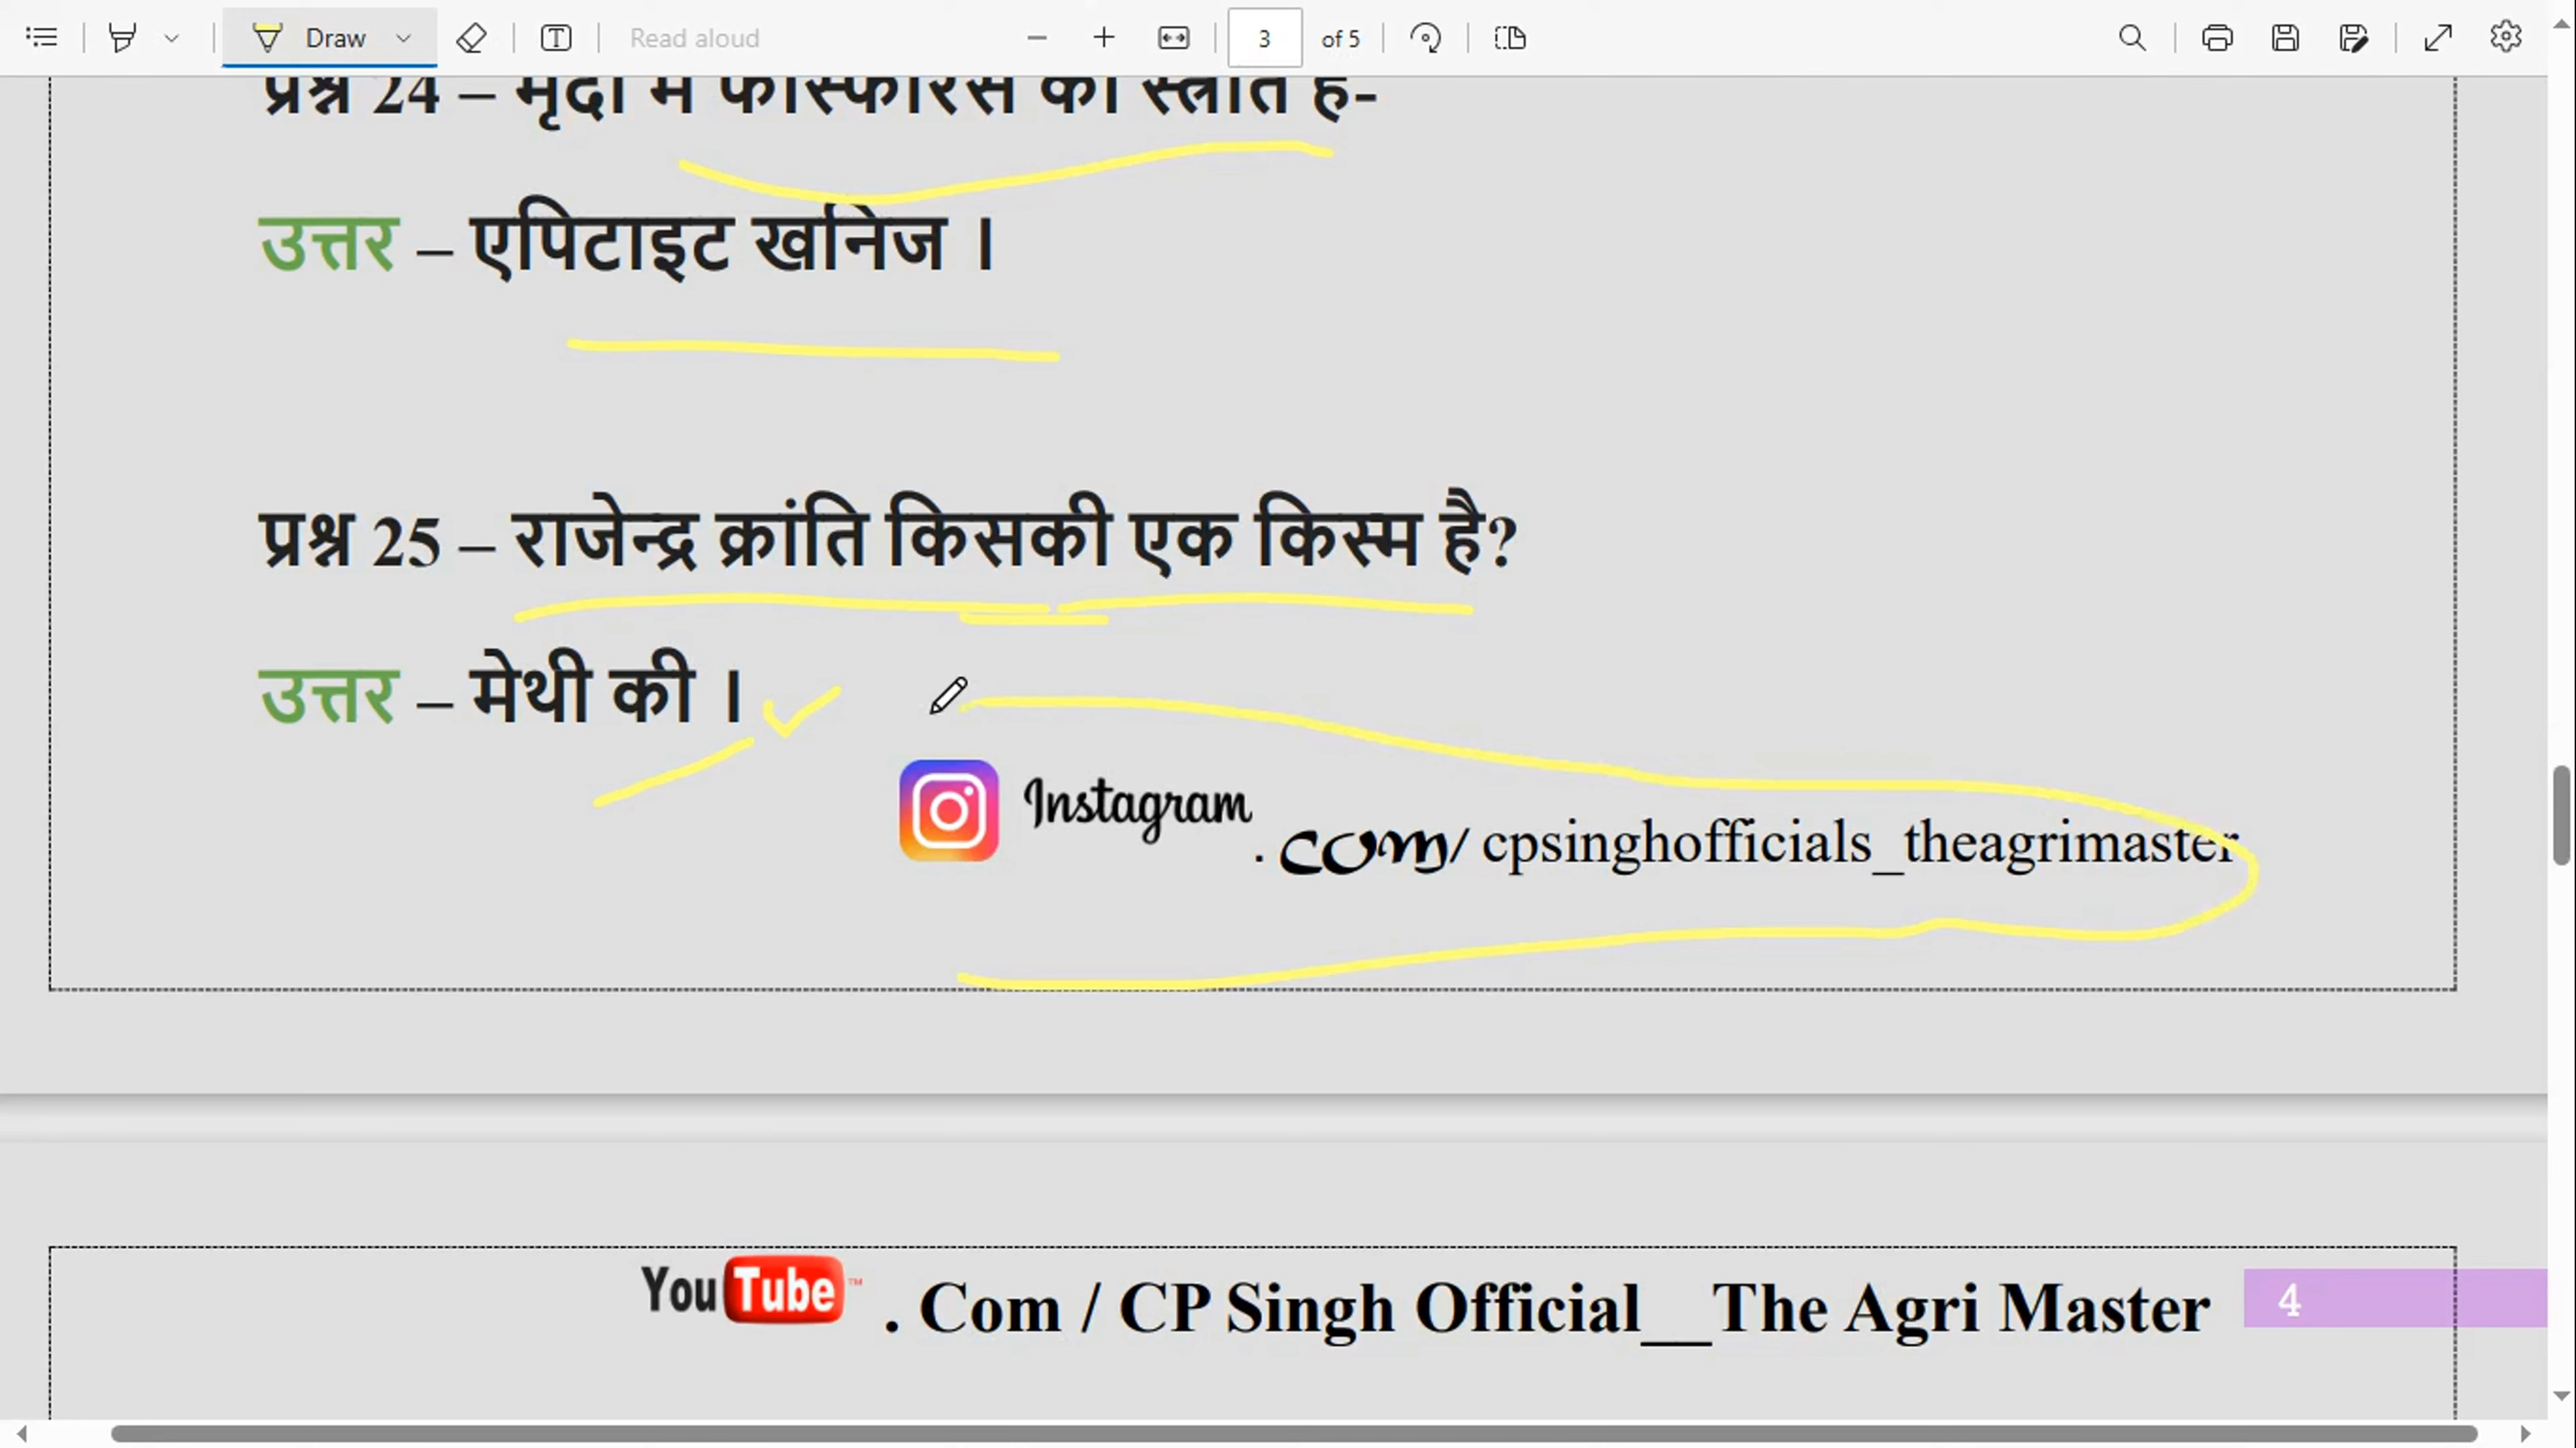 Draw Read aloud 3 of 5
प्रश्न 24 – मृदा में फास्फोरस का स्त्रोत है-
उत्तर – एपिटाइट खनिज ।
प्रश्न 25 – राजेन्द्र क्रांति किसकी एक किस्म है?
उत्तर – मेथी की ।
Instagram . com/ cpsinghofficials_theagrimaster
YouTube ™ . Com / CP Singh Official__The Agri Master 4